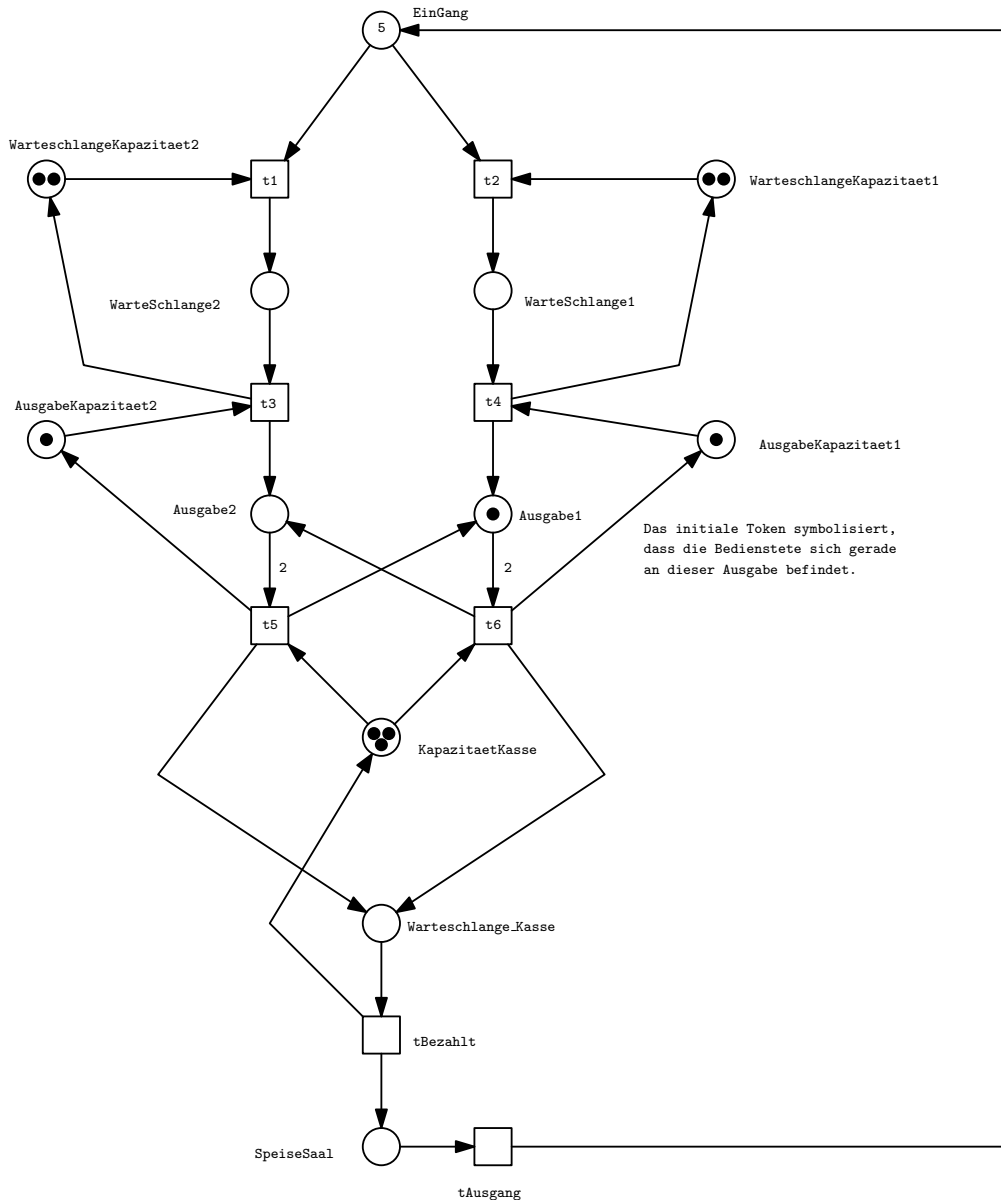 EinGang
5
WarteschlangeKapazitaet2
t1
t2
WarteschlangeKapazitaet1
WarteSchlange2
WarteSchlange1
AusgabeKapazitaet2
t3
t4
AusgabeKapazitaet1
Ausgabe2
Ausgabe1
Das initiale Token symbolisiert,
dass die Bedienstete sich gerade
an dieser Ausgabe befindet.
2
2
t5
t6
KapazitaetKasse
Warteschlange_Kasse
tBezahlt
SpeiseSaal
tAusgang